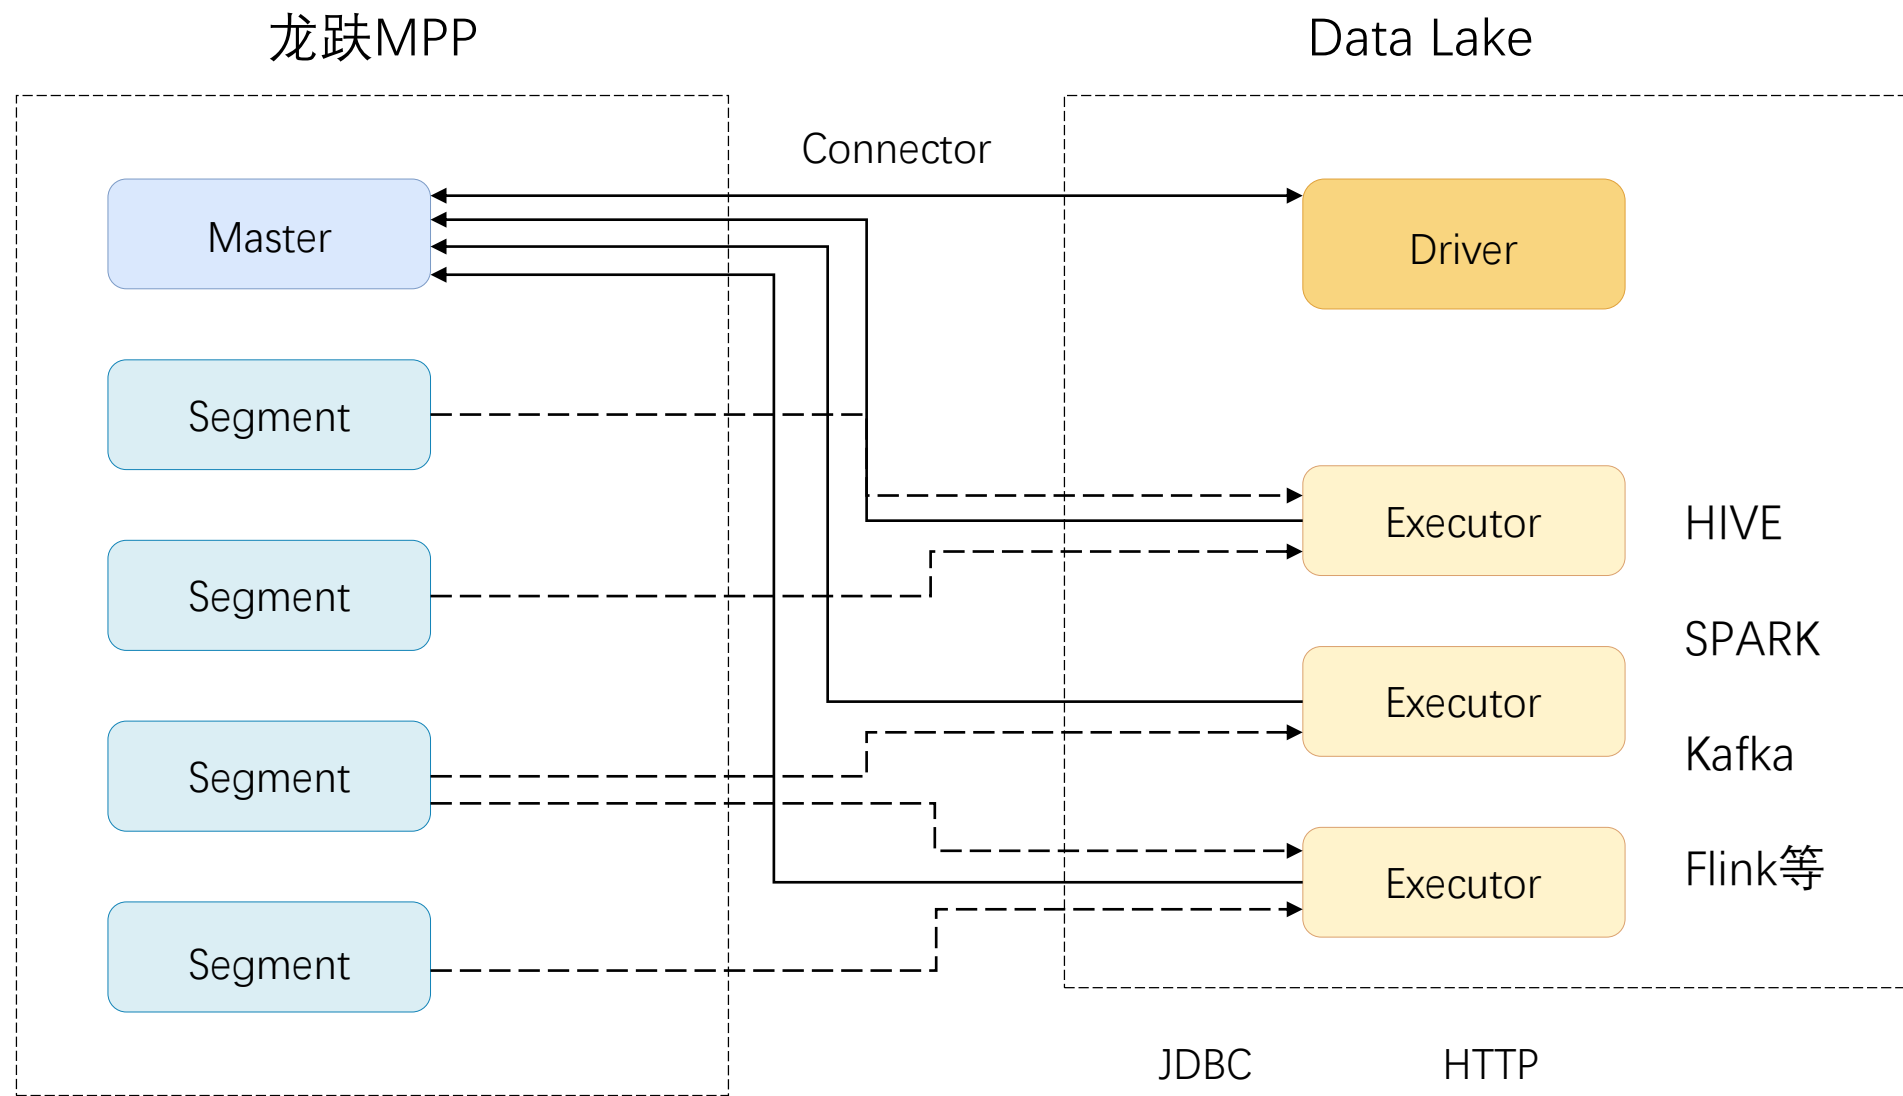 龙跃MPP
Data Lake
Connector
Master
Driver
Segment
Segment
Segment
Segment
Executor
Executor
Executor
HIVE
SPARK
Kafka
Flink等
JDBC
HTTP